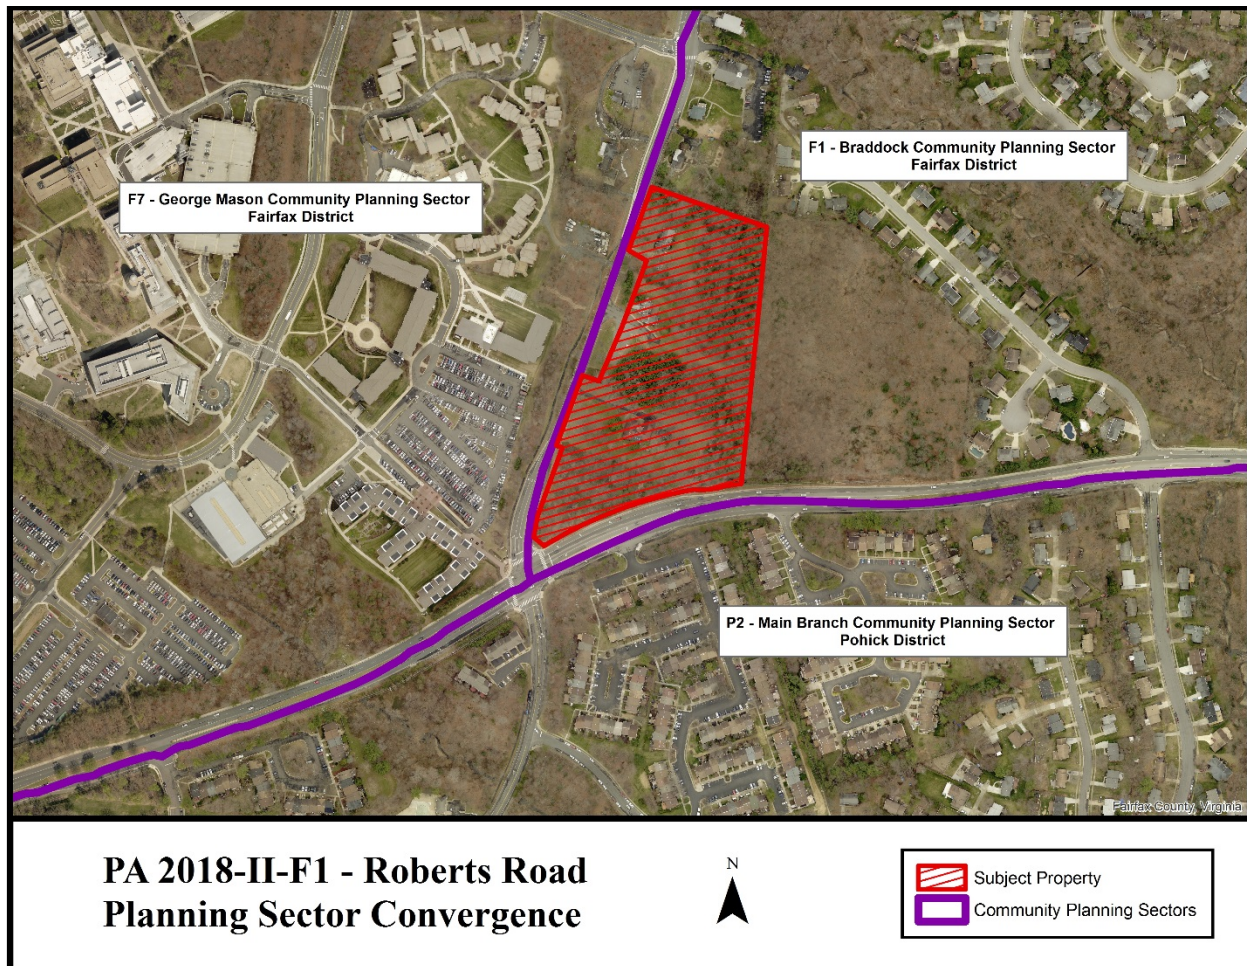 F1 - Braddock Community Planning Sector
Fairfax District
F7 - George Mason Community Planning Sector
Fairfax District
P2 - Main Branch Community Planning Sector
Pohick District
Fairfax County, Virginia
PA 2018-II-F1 - Roberts Road
Planning Sector Convergence
N
Subject Property
Community Planning Sectors